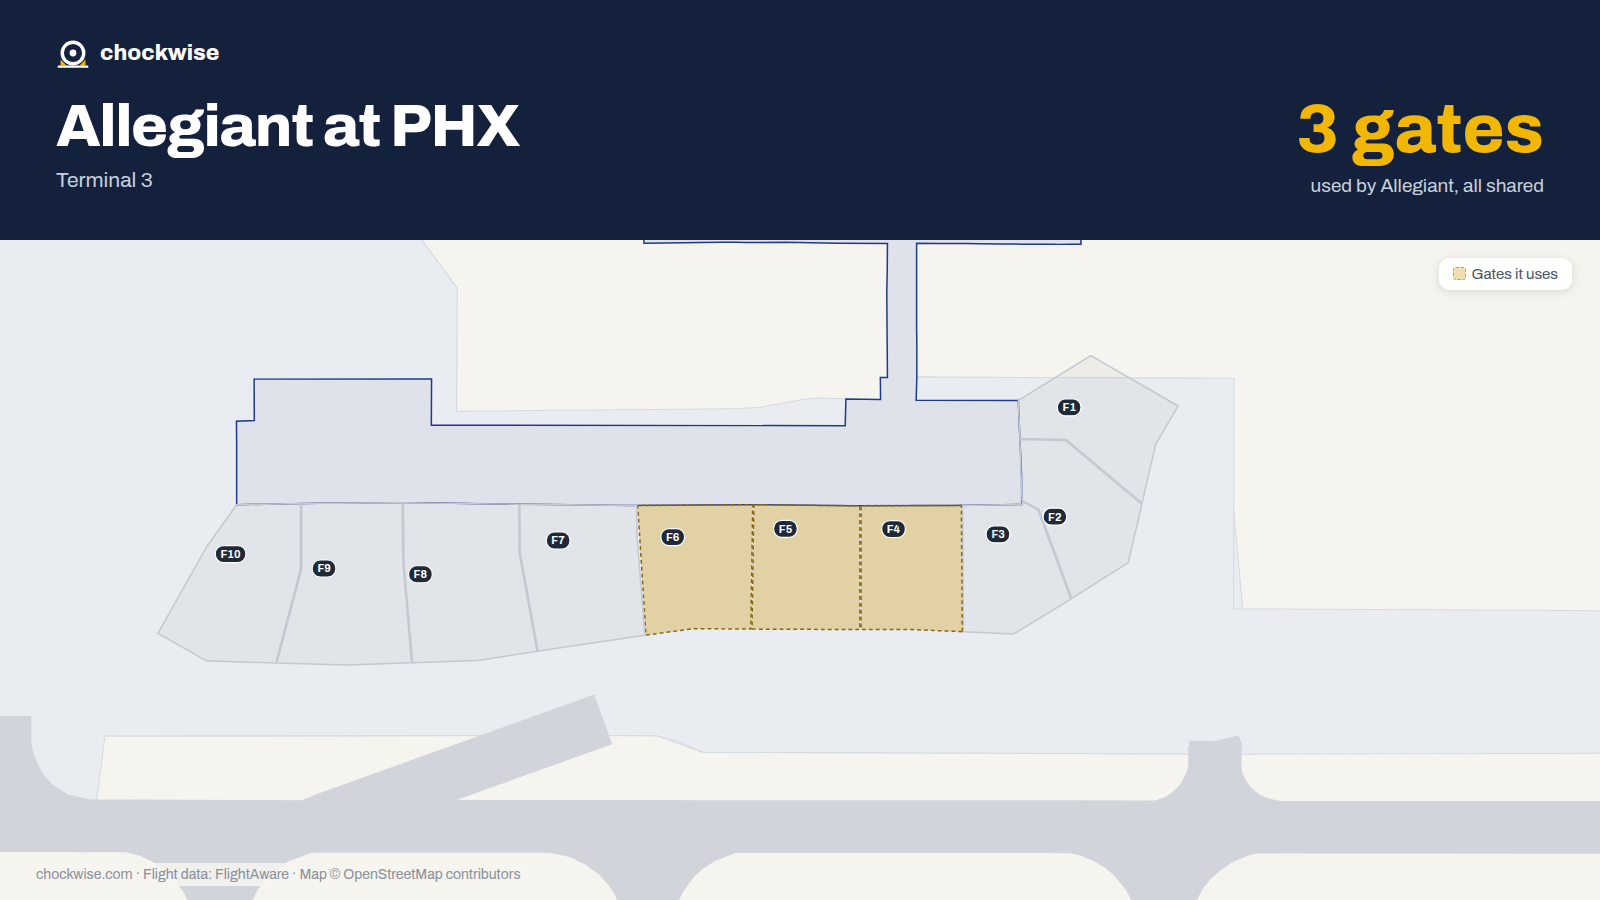 chockwise
Allegiant at PHX
Terminal 3
3 gates
used by Allegiant, all shared
Gates it uses
F1
F2
F3
F4
F5
F6
F7
F8
F9
F10
chockwise.com · Flight data: FlightAware · Map © OpenStreetMap contributors